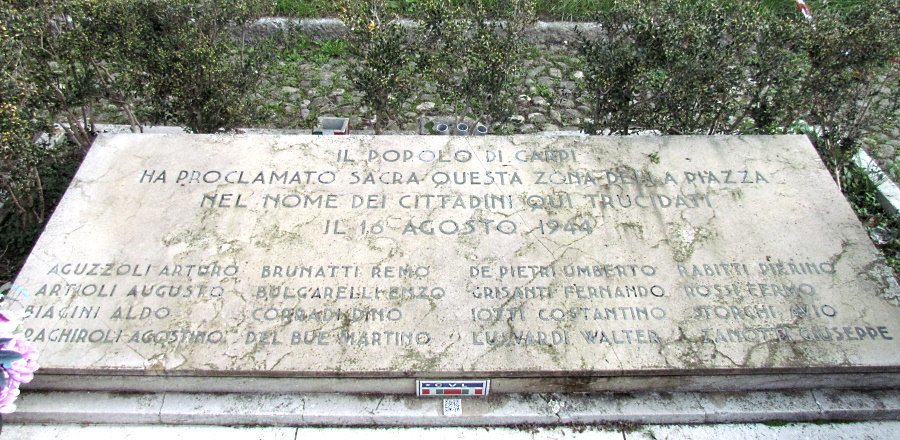 IL POPOLO DI CARPI
HA PROCLAMATO SACRA QUESTA ZONA DELLA PIAZZA
NEL NOME DEI CITTADINI QUI TRUCIDATI
IL 16 AGOSTO 1944
AGUZZOLI ARTURO BRUNATTI REMO DE PIETRI UMBERTO RABITTI PIERINO
ARTIOLI AUGUSTO BULGARELLI ENZO GRISANTI FERNANDO ROSSI FERMO
BIAGINI ALDO CORRADI DINO IOTTI COSTANTINO STORCHI AVIO
BACHIROLI AGOSTINO DEL BUE MARTINO LUSVARDI WALTER ZANOTTI GIUSEPPE
C.V.L.